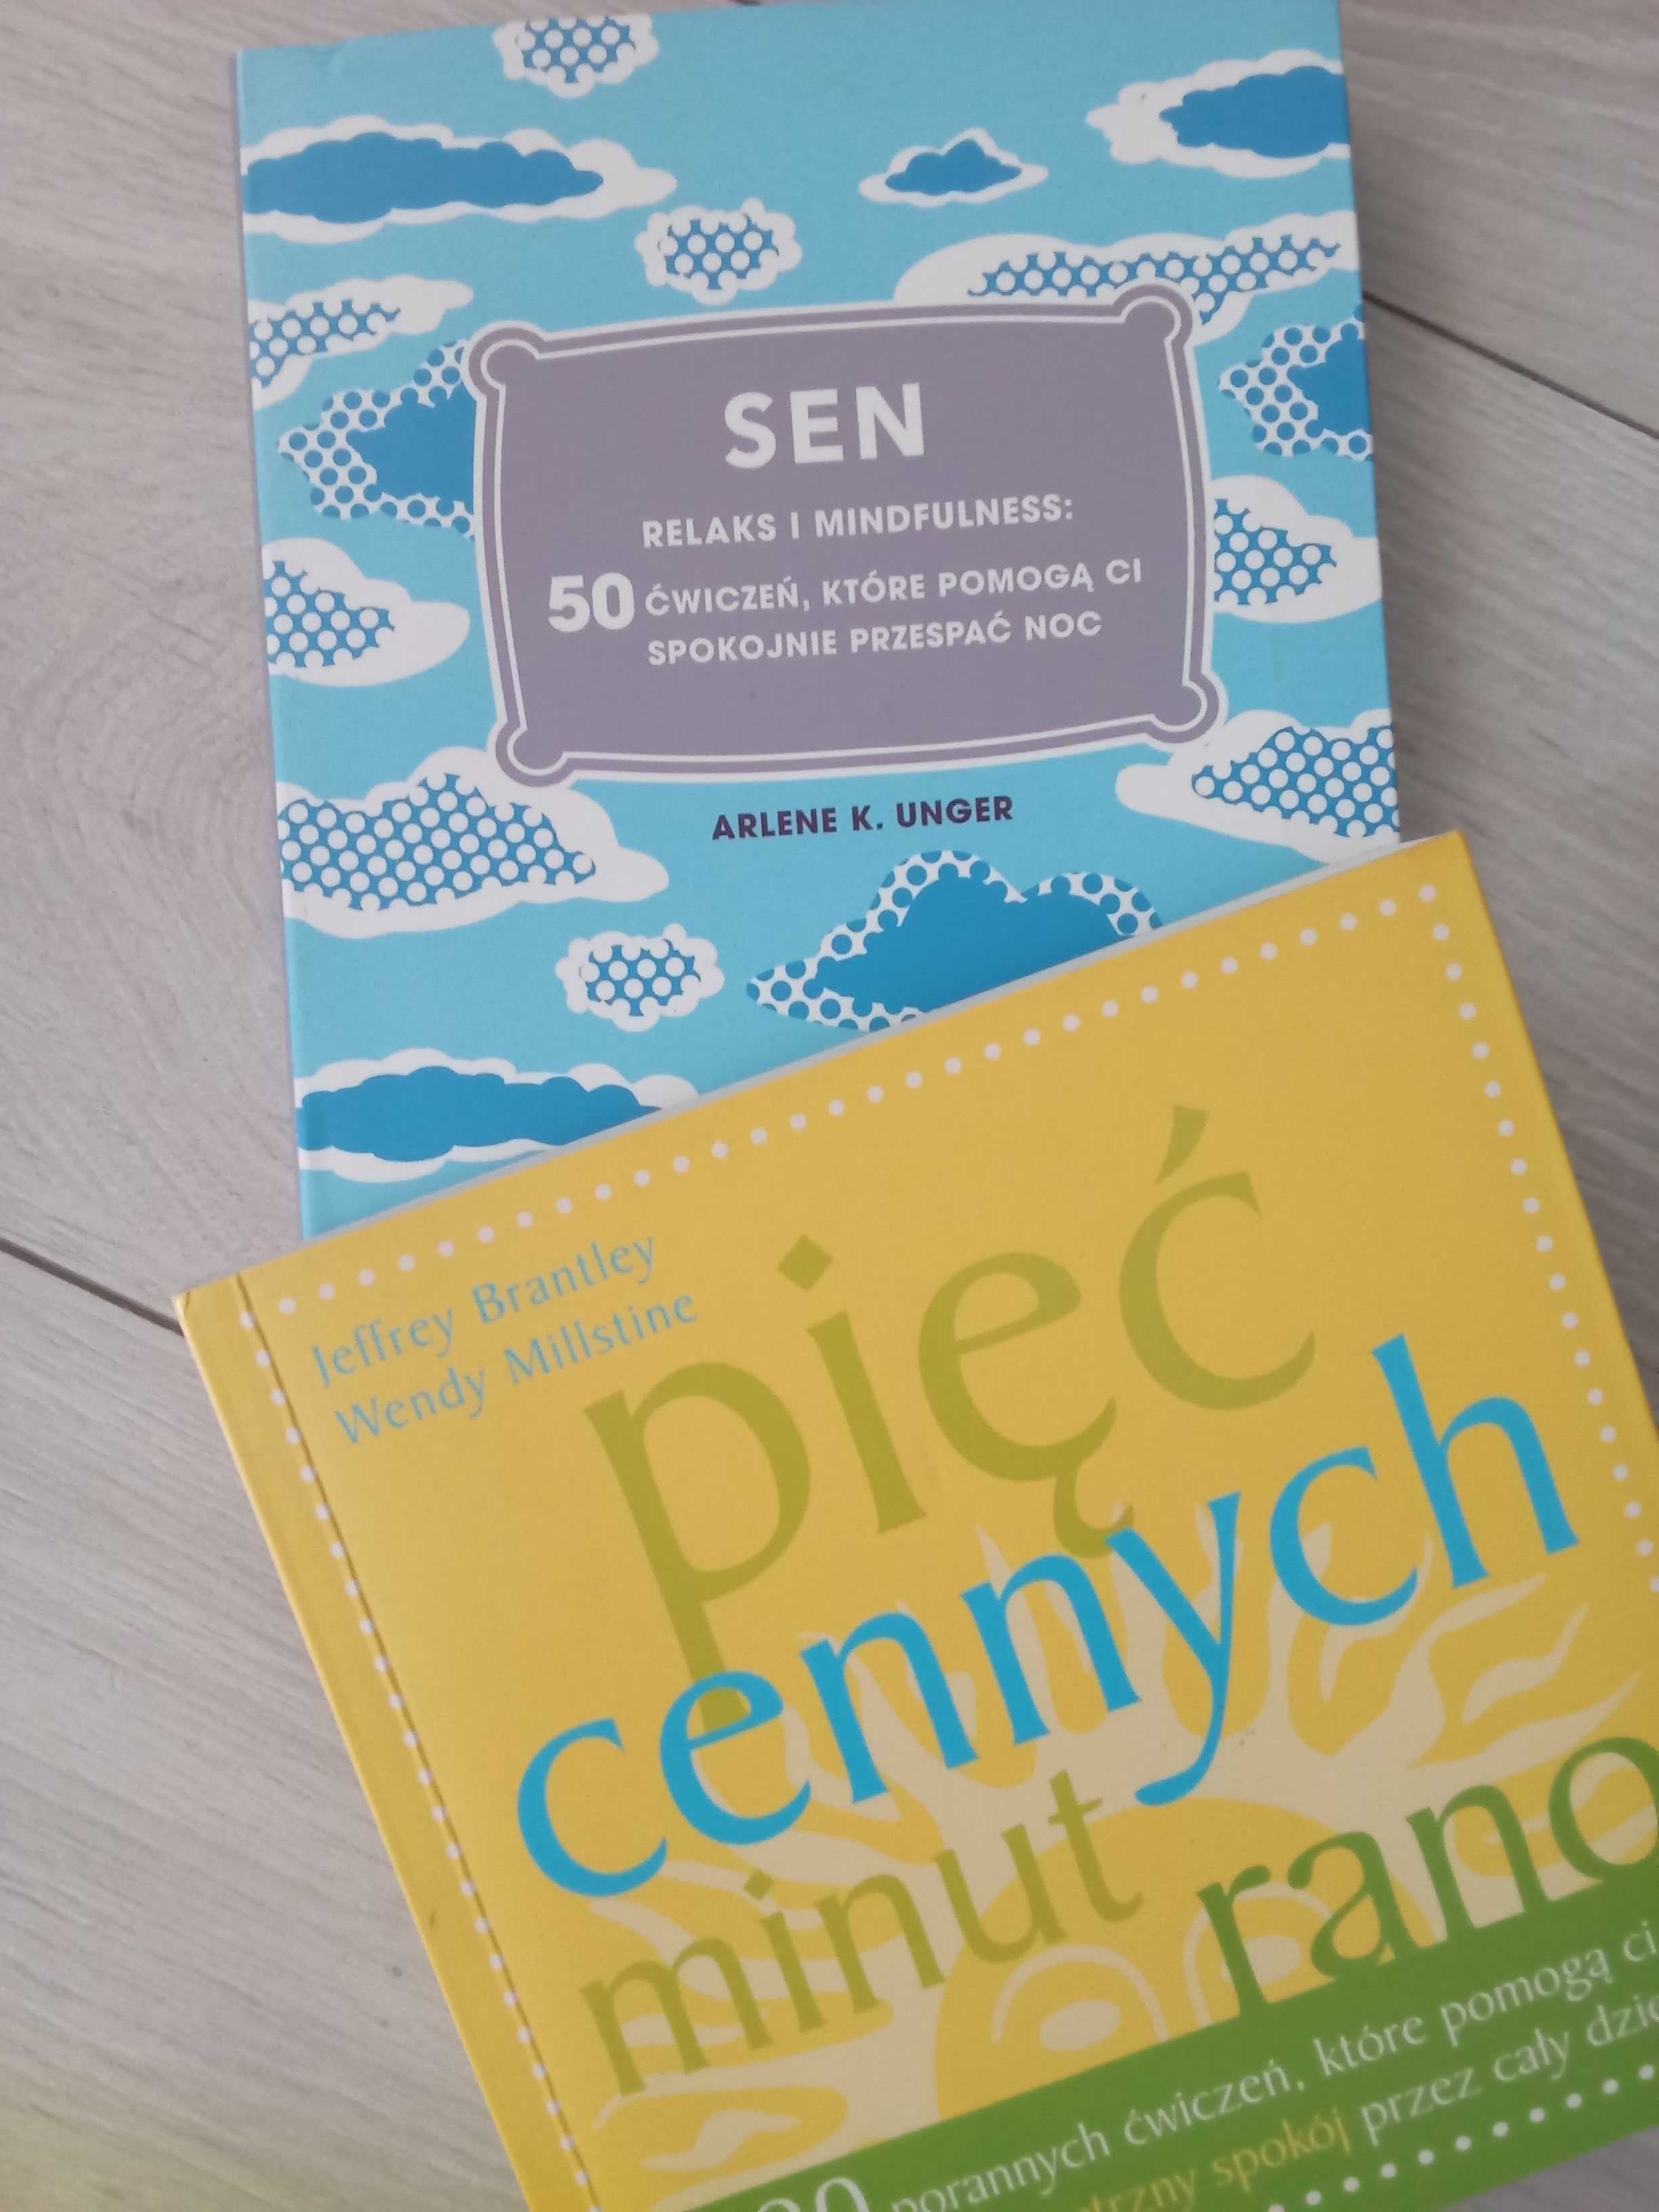 SEN
RELAKS I MINDFULNESS:
50 ĆWICZEŃ, KTÓRE POMOGĄ CI
SPOKOJNIE PRZESPAĆ NOC
ARLENE K. UNGER
Jeffrey Brantley
Wendy Millstine
pięć
cennych
minut rano
porannych ćwiczeń, które pomogą ci
spokój przez cały